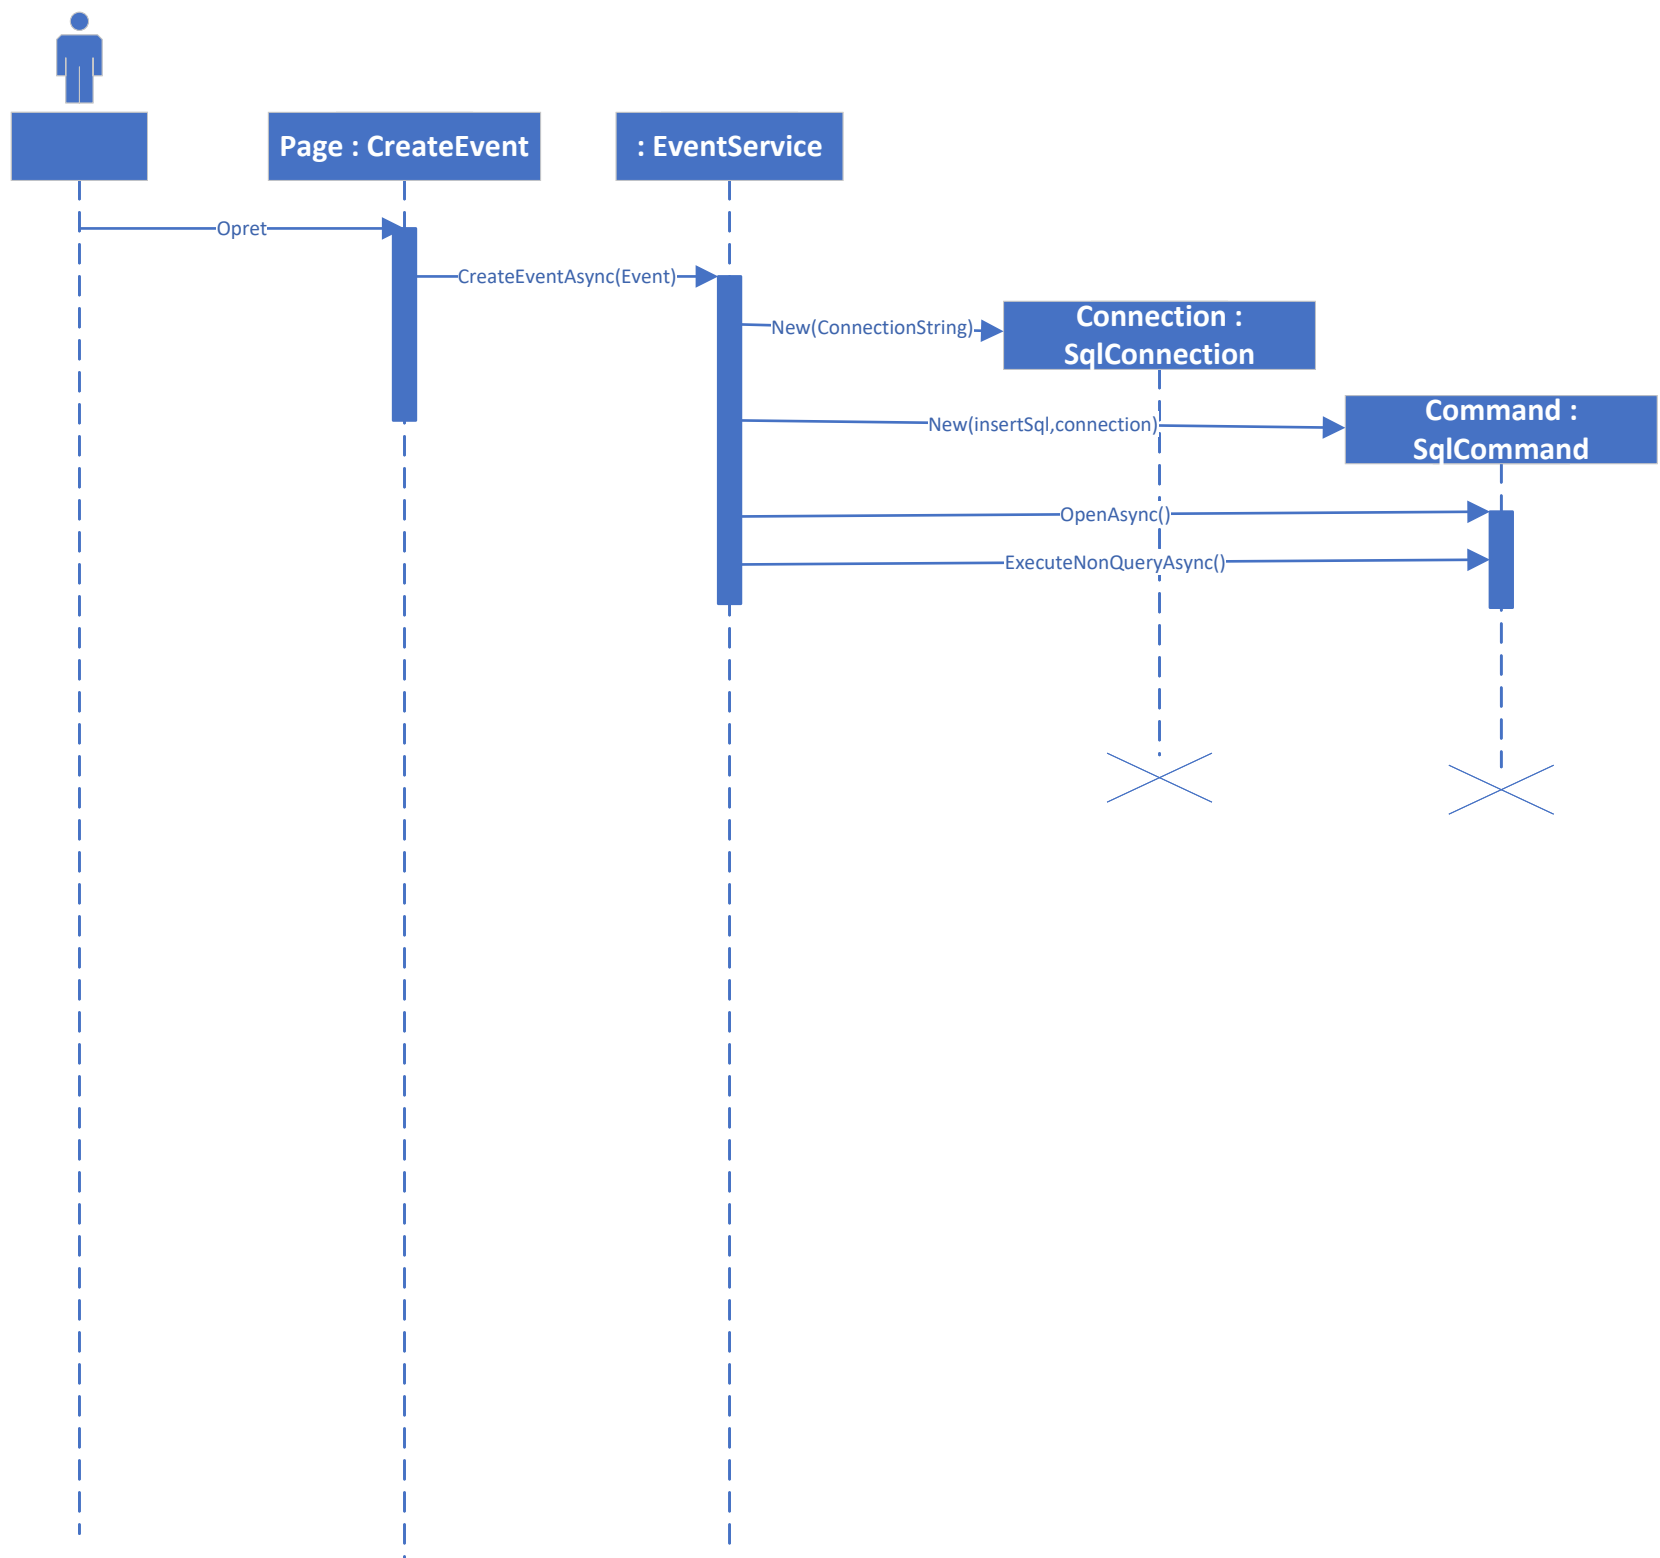 Page : CreateEvent
: EventService
Opret
CreateEventAsync(Event)
New(ConnectionString)
Connection :
SqlConnection
New(insertSql,connection)
Command :
SqlCommand
OpenAsync()
ExecuteNonQueryAsync()